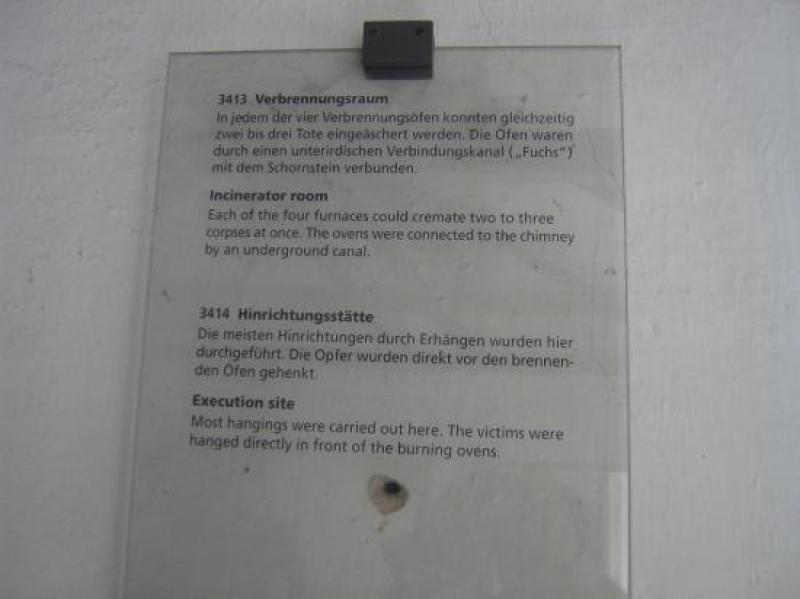 3413 Verbrennungsraum
In jedem der vier Verbrennungsöfen konnten gleichzeitig
zwei bis drei Tote eingeäschert werden. Die Öfen waren
durch einen unterirdischen Verbindungskanal („Fuchs“)
mit dem Schornstein verbunden.
Incinerator room
Each of the four furnaces could cremate two to three
corpses at once. The ovens were connected to the chimney
by an underground canal.
3414 Hinrichtungsstätte
Die meisten Hinrichtungen durch Erhängen wurden hier
durchgeführt. Die Opfer wurden direkt vor den brennen-
den Öfen gehenkt.
Execution site
Most hangings were carried out here. The victims were
hanged directly in front of the burning ovens.